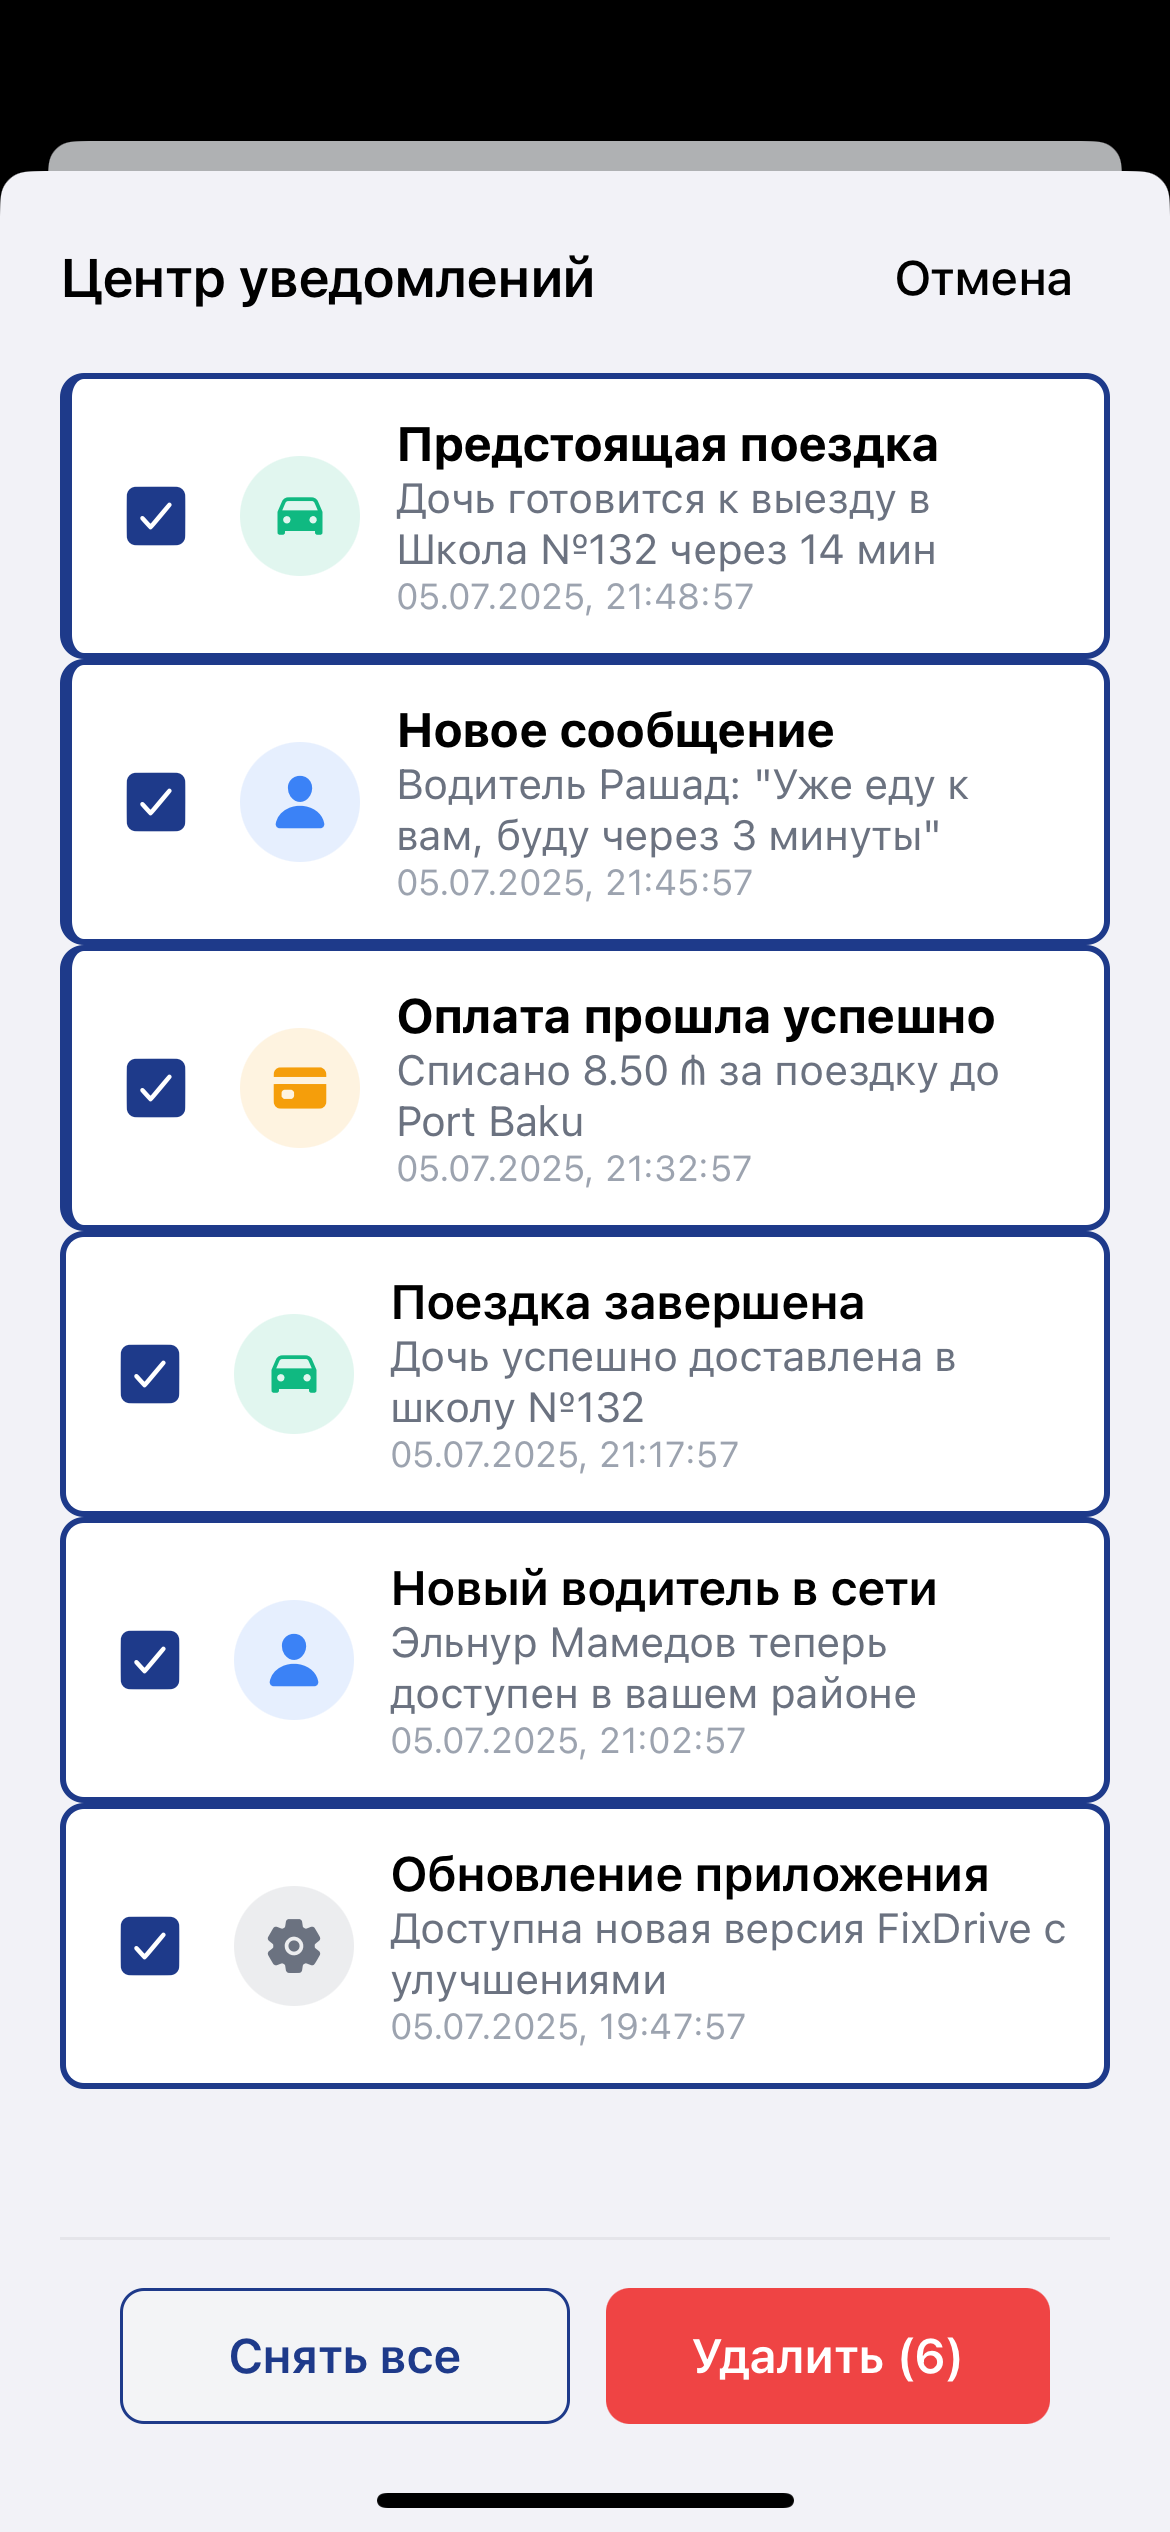 Центр уведомлений
Отмена
Предстоящая поездка
Дочь готовится к выезду в
Школа №132 через 14 мин
05.07.2025, 21:48:57
Новое сообщение
Водитель Рашад: "Уже еду к
вам, буду через 3 минуты"
05.07.2025, 21:45:57
Оплата прошла успешно
Списано 8.50 ₼ за поездку до
Port Baku
05.07.2025, 21:32:57
Поездка завершена
Дочь успешно доставлена в
школу №132
05.07.2025, 21:17:57
Новый водитель в сети
Эльнур Мамедов теперь
доступен в вашем районе
05.07.2025, 21:02:57
Обновление приложения
Доступна новая версия FixDrive с
улучшениями
05.07.2025, 19:47:57
Снять все
Удалить (6)